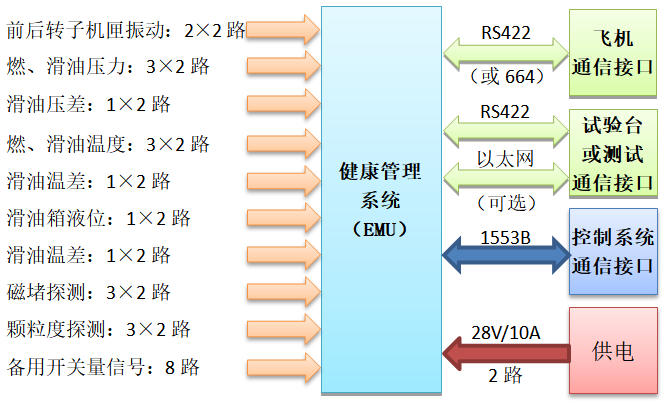 前后转子机匣振动：2×2 路
燃、滑油压力：3×2 路
滑油压差：1×2 路
燃、滑油温度：3×2 路
滑油温差：1×2 路
滑油箱液位：1×2 路
滑油温差：1×2 路
磁堵探测：3×2 路
颗粒度探测：3×2 路
备用开关量信号：8 路
健康管理
系统
（EMU）
RS422
（或 664）
RS422
以太网
（可选）
1553B
28V/10A
2 路
飞机
通信接口
试验台
或测试
通信接口
控制系统
通信接口
供电